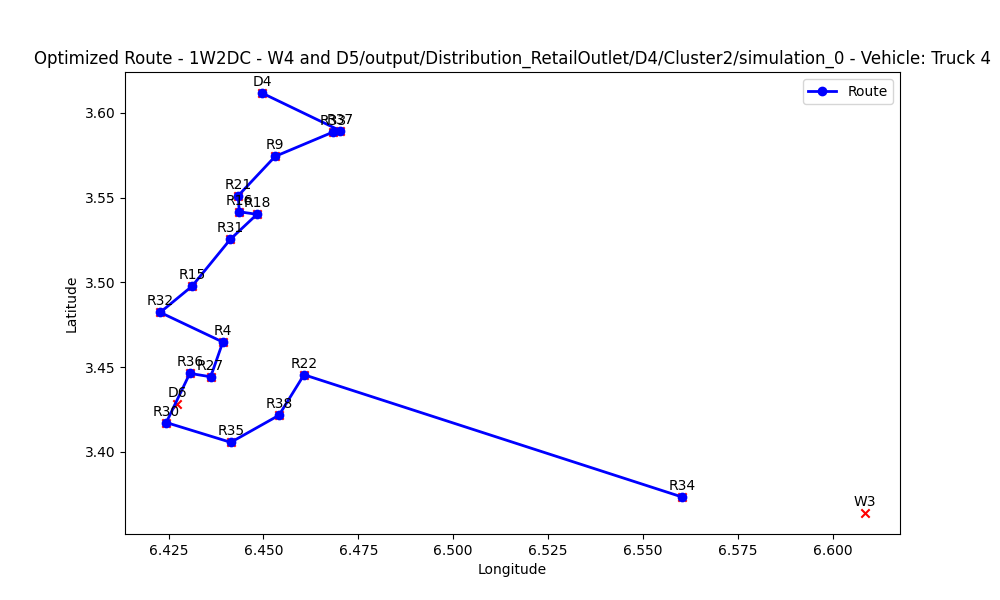 Optimized Route - 1W2DC - W4 and D5/output/Distribution_RetailOutlet/D4/Cluster2/simulation_0 - Vehicle: Truck 4
Route
D4
R37
R9
R21
R18
R31
R15
R32
R4
R36
R27
R22
D6
R38
R30
R35
R34
W3
3.60
3.55
3.50
3.45
3.40
Latitude
6.425
6.450
6.475
6.500
6.525
6.550
6.575
6.600
Longitude